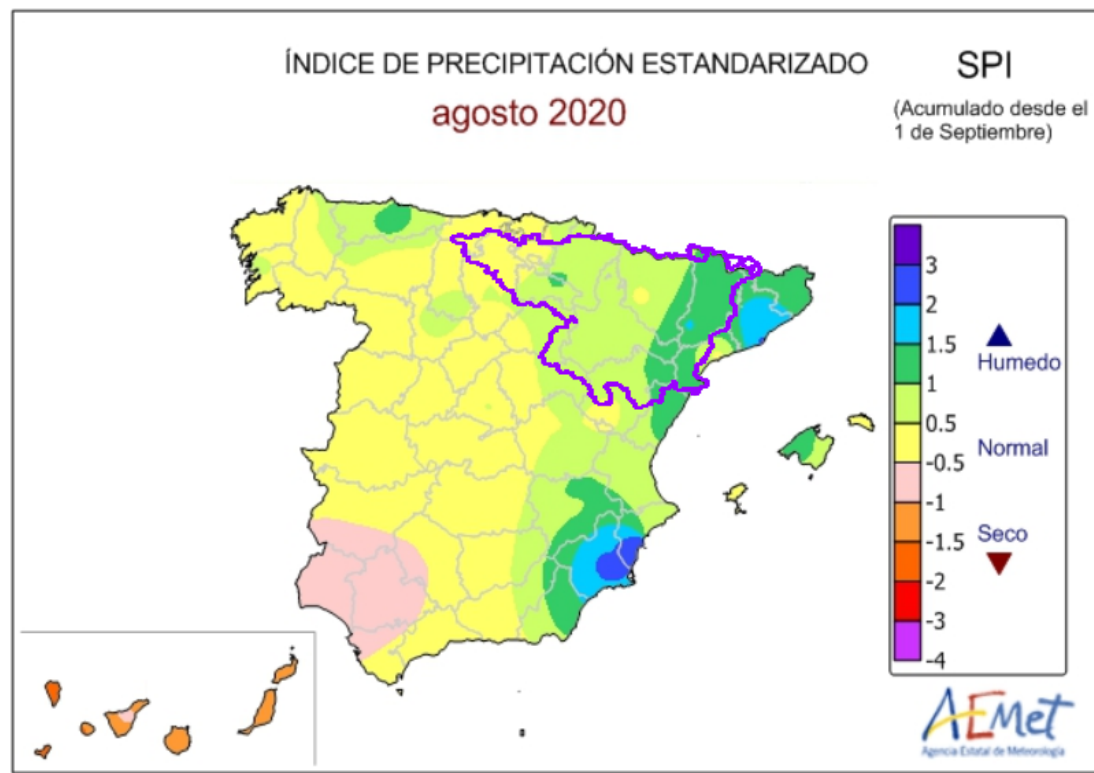 ÍNDICE DE PRECIPITACIÓN ESTANDARIZADO
agosto 2020
SPI
(Acumulado desde el
1 de Septiembre)
3
2
1.5
1
0.5
-0.5
-1
-1.5
-2
-3
-4
Humedo
Normal
Seco
AEMet
Agencia Estatal de Meteorología